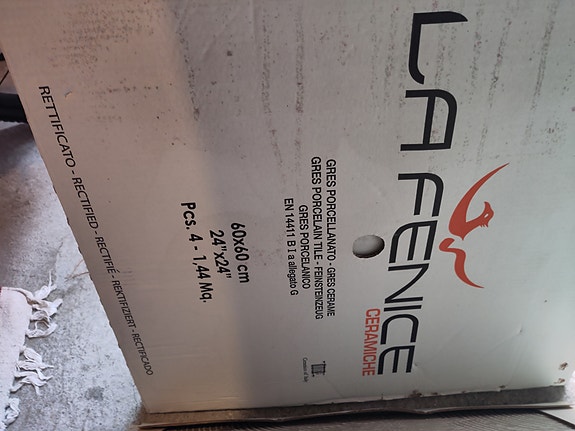 LA FENICE
CERAMICHE
GRES PORCELLANATO - GRES CERAME
GRES PORCELAIN TILE - FEINSTEINZEUG
GRES PORCELANICO
EN 14411 B I a allegato G
60x60 cm
24"x24"
Pcs. 4 - 1,44 Mq.
RETTIFICATO - RECTIFIED - RECTIFIÉ - REKTIFIZIERT - RECTIFICADO